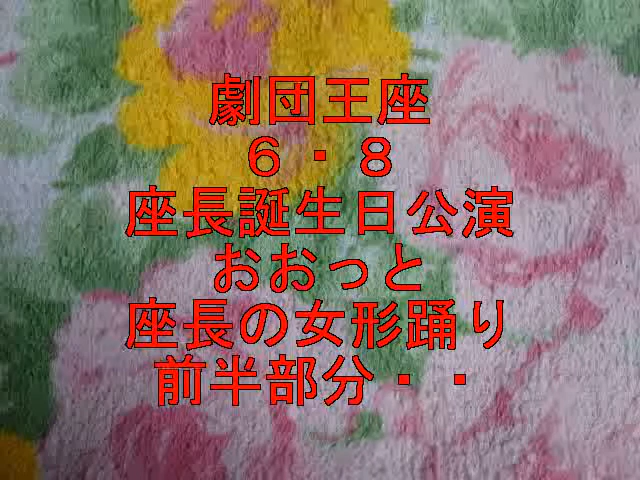 劇団王座
６・８
座長誕生日公演
おおっと
座長の女形踊り
前半部分・・